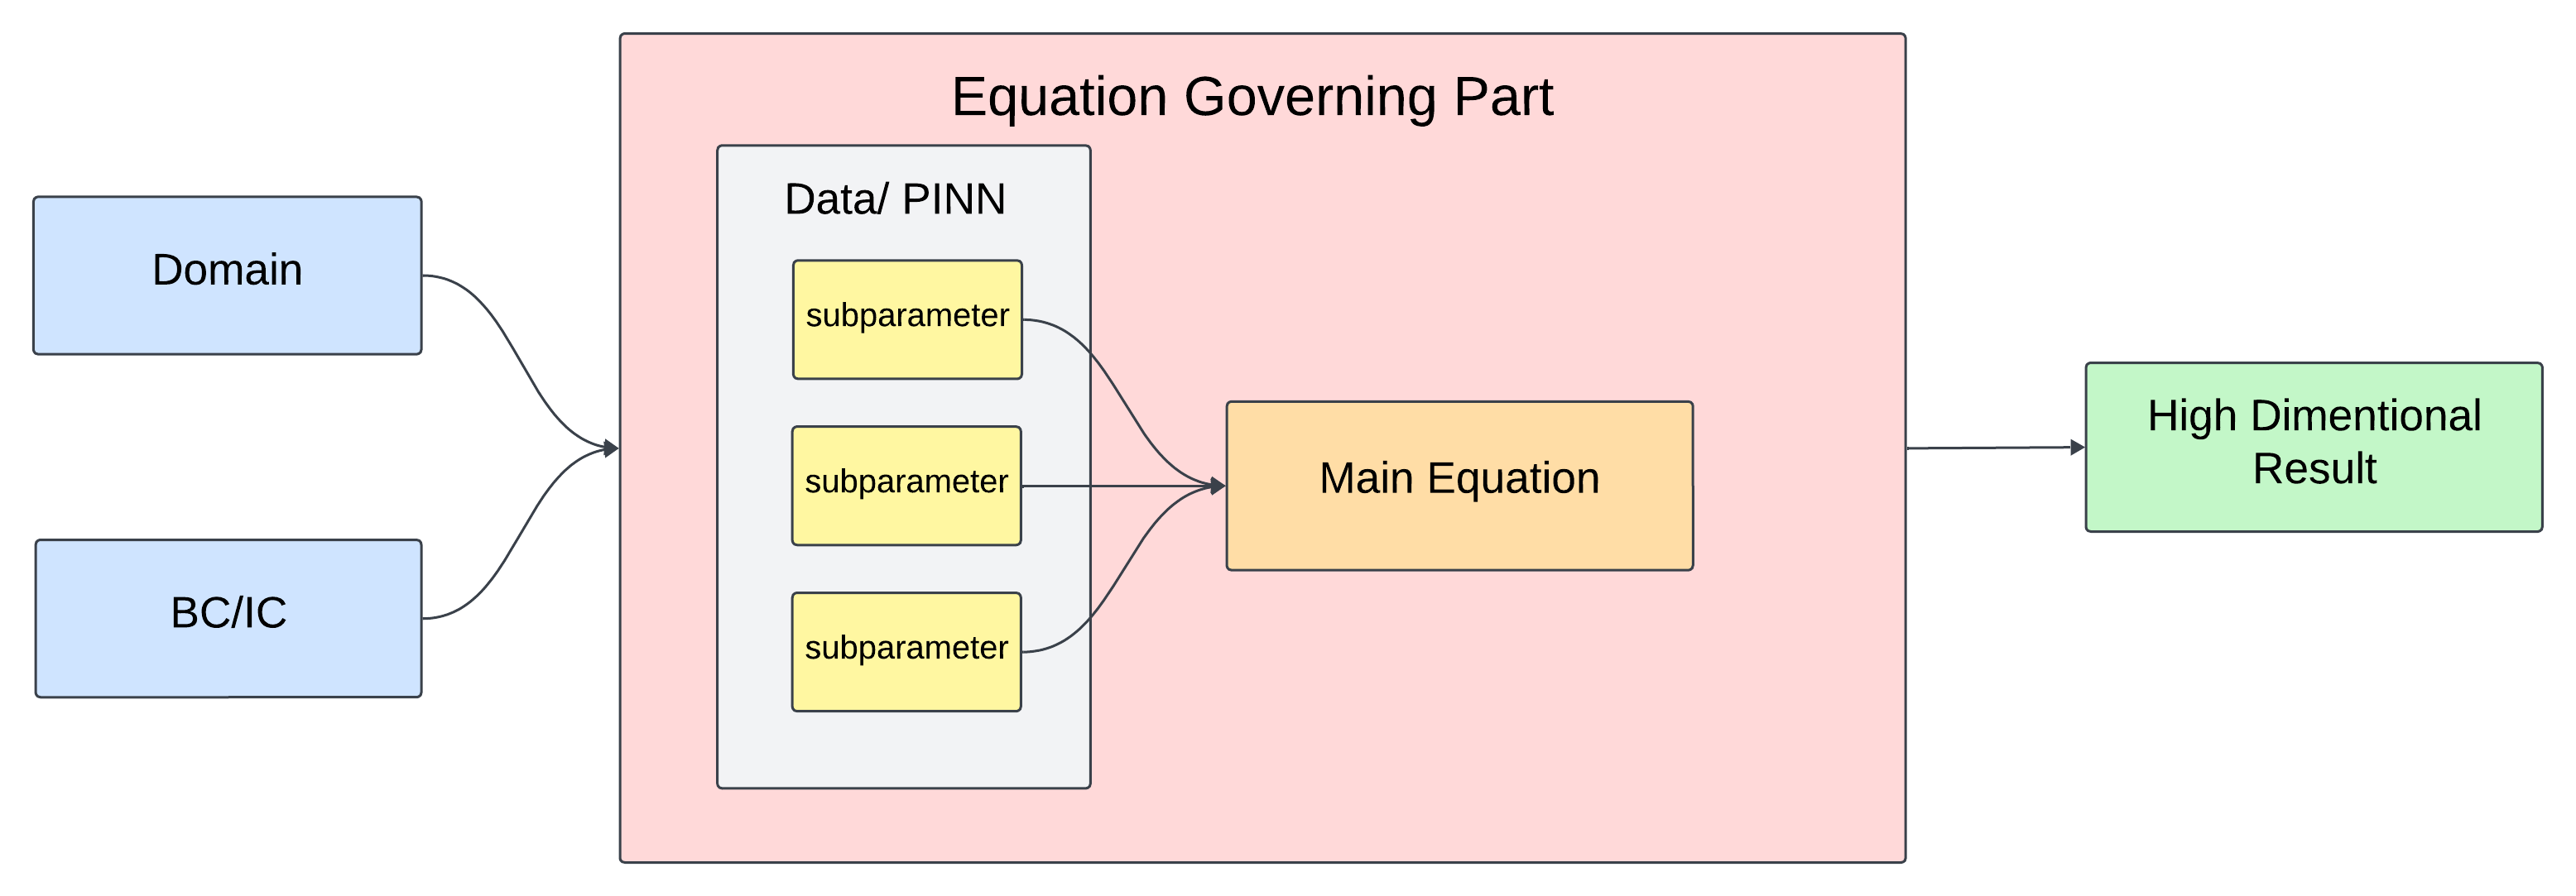 Equation Governing Part
Data/ PINN
Domain
BC/IC
subparameter
subparameter
subparameter
Main Equation
High Dimentional
Result